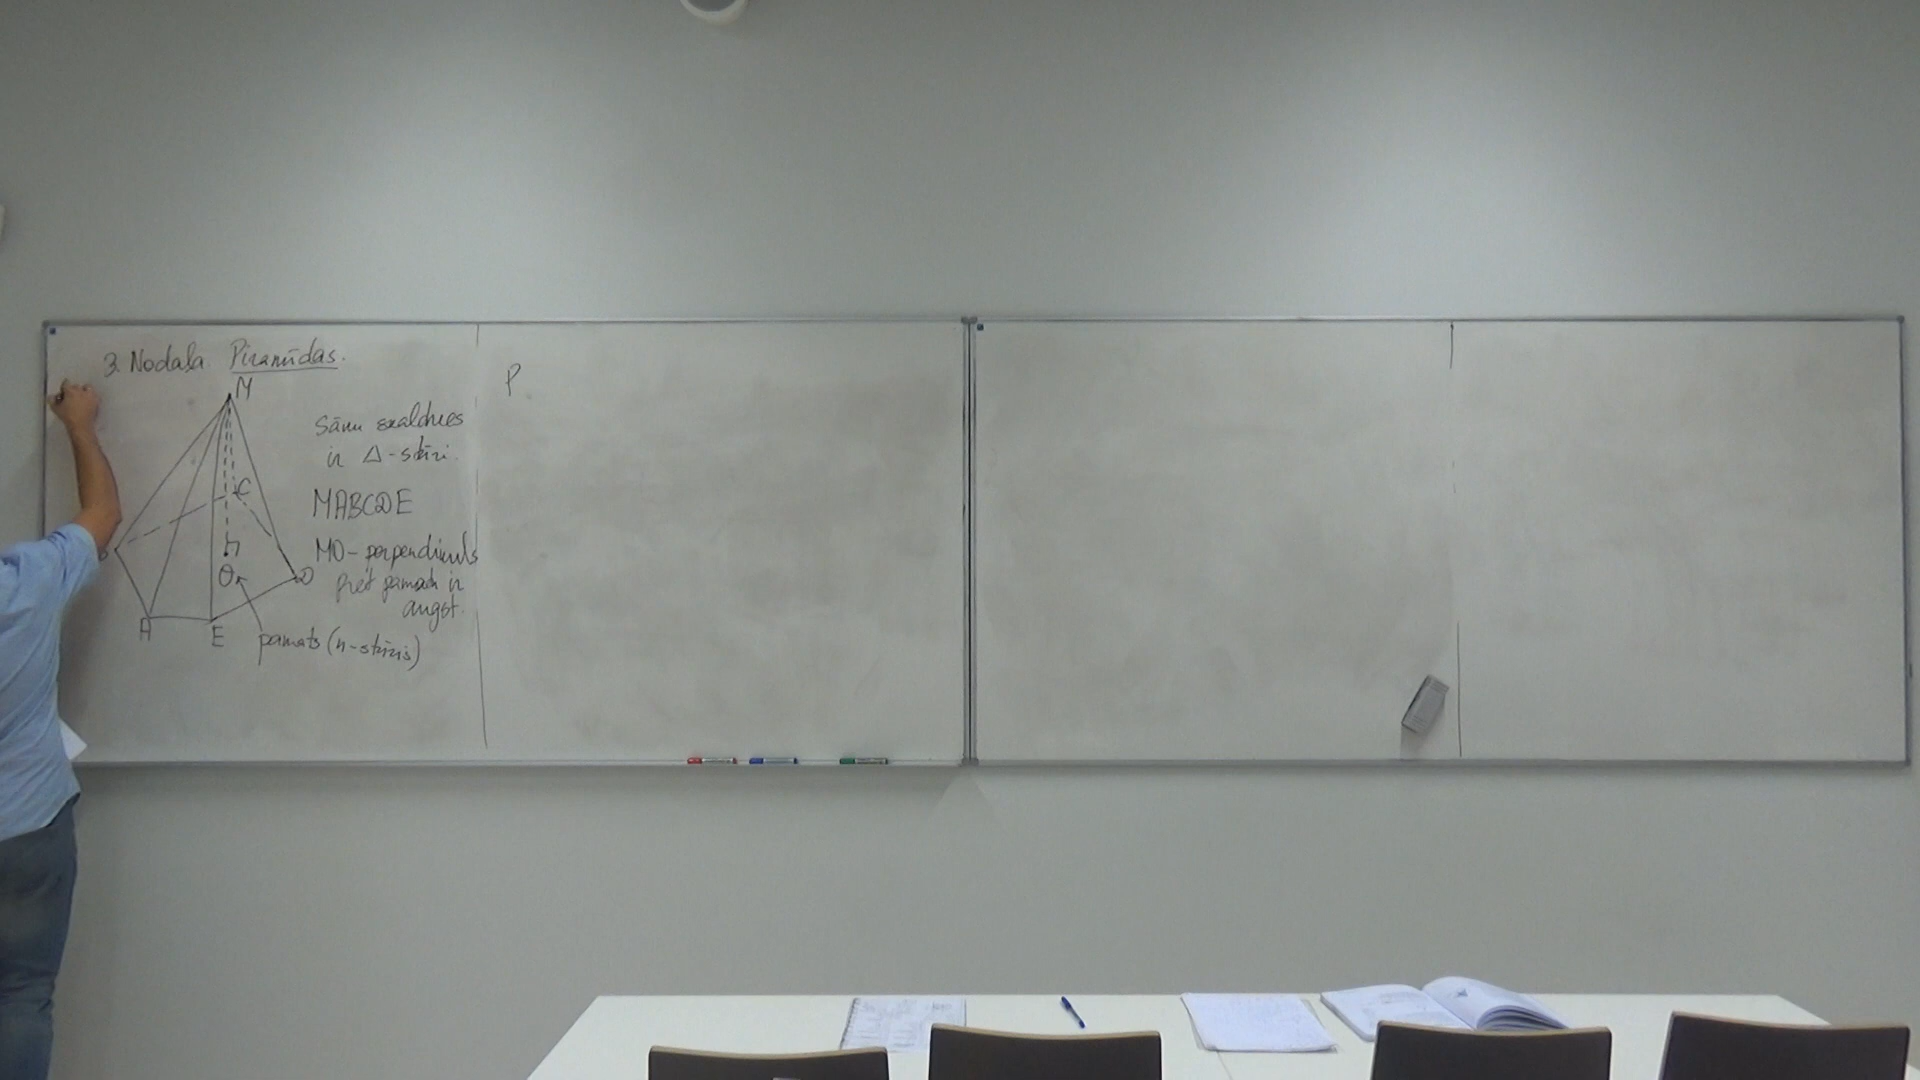 3. Nodaļa Piramīdas.
M
Sānu skaldnes
ir Δ-stūri.
C
MABCDE
MO-perpendikuls
O D
pret pamatu ir
augst.
A E
pamats (n-stūris)
P